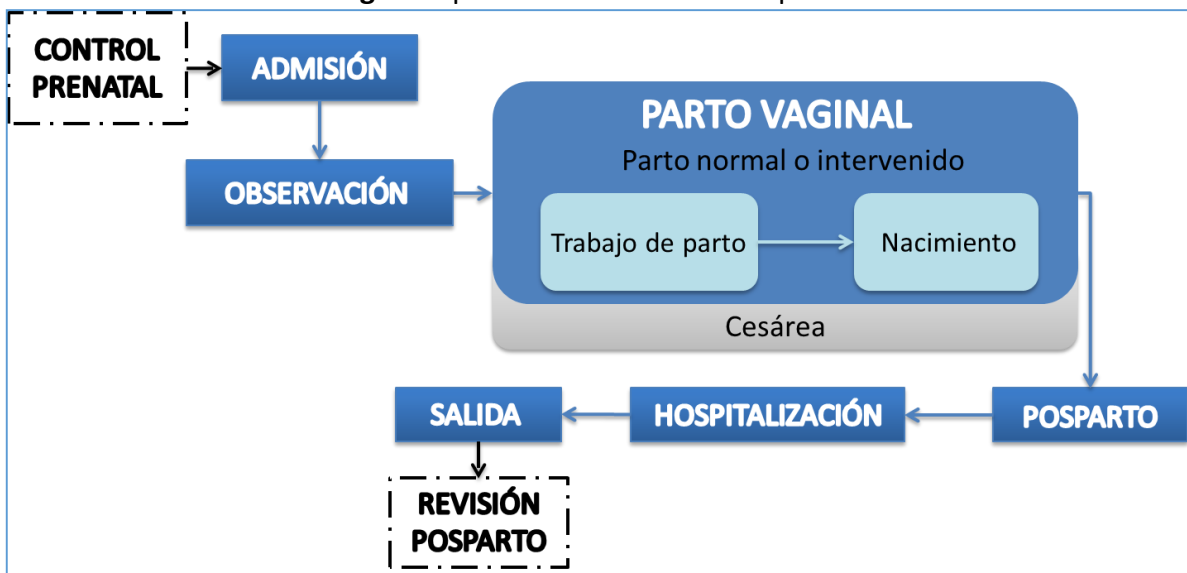 CONTROL
PRENATAL
ADMISIÓN
OBSERVACIÓN
PARTO VAGINAL
Parto normal o intervenido
Trabajo de parto
Nacimiento
Cesárea
SALIDA
HOSPITALIZACIÓN
POSPARTO
REVISIÓN
POSPARTO